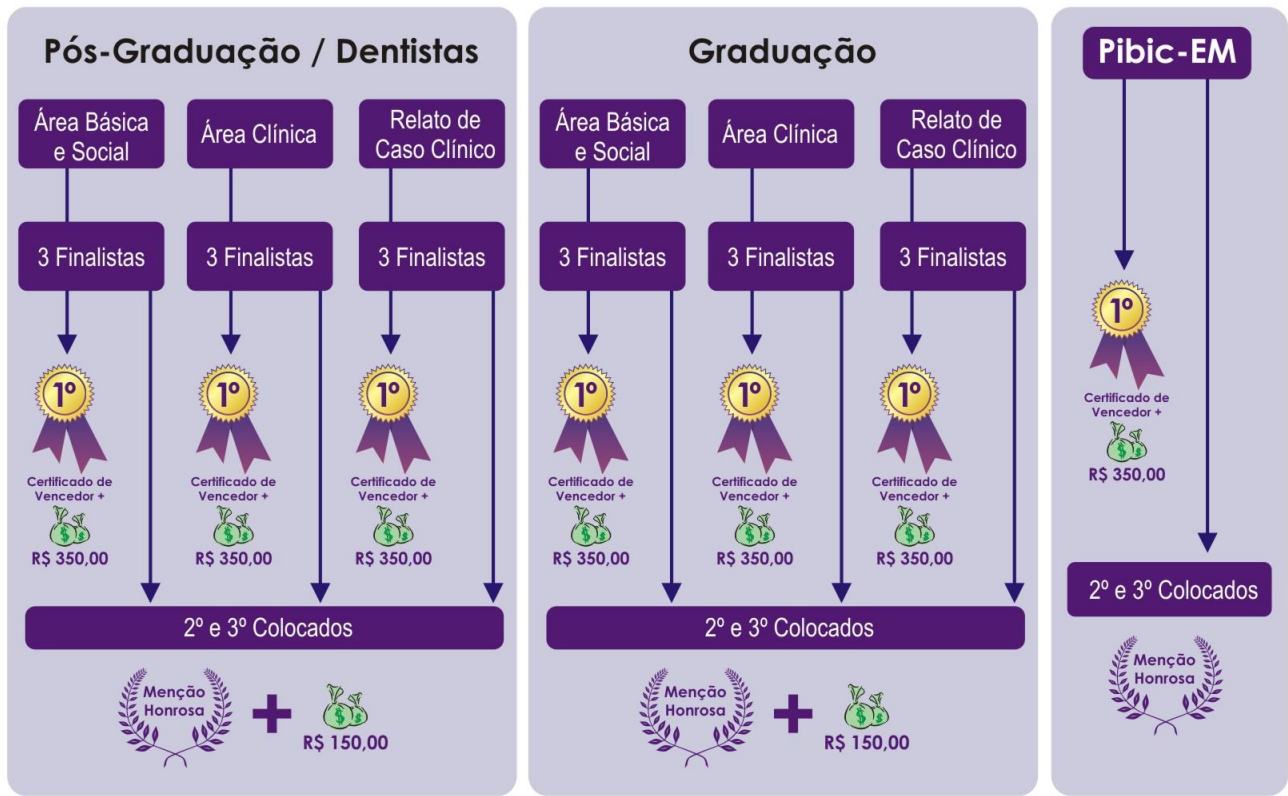 Pós-Graduação / Dentistas
Área Básica
e Social
Área Clínica
Relato de
Caso Clínico
3 Finalistas
3 Finalistas
3 Finalistas
1º
1º
1º
Certificado de
Vencedor +
Certificado de
Vencedor +
Certificado de
Vencedor +
$ $
$ $
$ $
R$ 350,00
R$ 350,00
R$ 350,00
2º e 3º Colocados
Menção
Honrosa
+
$ $
R$ 150,00
Graduação
Área Básica
e Social
Área Clínica
Relato de
Caso Clínico
3 Finalistas
3 Finalistas
3 Finalistas
1º
1º
1º
Certificado de
Vencedor +
Certificado de
Vencedor +
Certificado de
Vencedor +
$ $
$ $
$ $
R$ 350,00
R$ 350,00
R$ 350,00
2º e 3º Colocados
Menção
Honrosa
+
$ $
R$ 150,00
Pibic-EM
1º
Certificado de
Vencedor +
$ $
R$ 350,00
2º e 3º Colocados
Menção
Honrosa